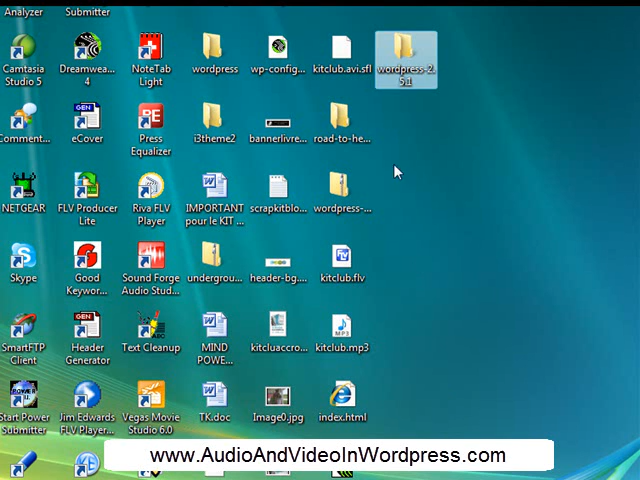 Analyzer
Submitter
Camtasia
Studio 5
Dreamwea...
4
NoteTab
Light
wordpress
wp-config...
kitclub.avi.sfl
wordpress-2.
5.1
Comment...
GEN
eCover
PE
Press
Equalizer
i3theme2
bannerlivre...
road-to-he...
NETGEAR
FLV Producer
Lite
Riva FLV
Player
IMPORTANT
pour le KIT ...
scrapkitblo...
wordpress-...
Skype
Good
Keywor...
Sound Forge
Audio Stud...
undergrou...
header-bg....
kitclub.flv
SmartFTP
Client
GEN
Header
Generator
Text Cleanup
MIND
POWE...
kitcluaccro...
kitclub.mp3
Start Power
Submitter
Jim Edwards
FLV Player...
Vegas Movie
Studio 6.0
TK.doc
Image0.jpg
index.html
www.AudioAndVideoInWordpress.com